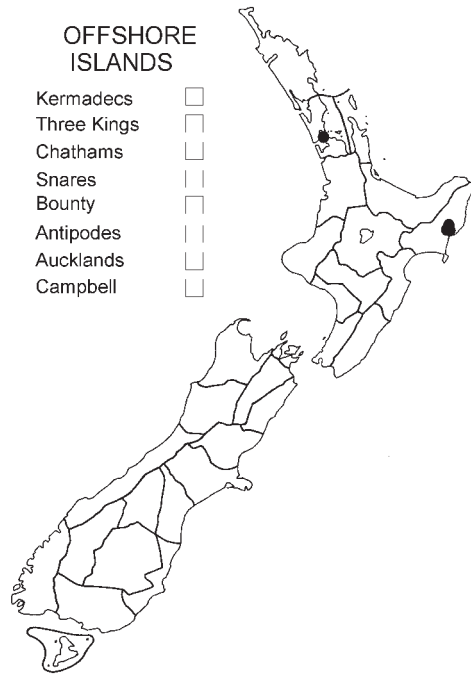 OFFSHORE
ISLANDS
Kermadecs
Three Kings
Chathams
Snares
Bounty
Antipodes
Aucklands
Campbell